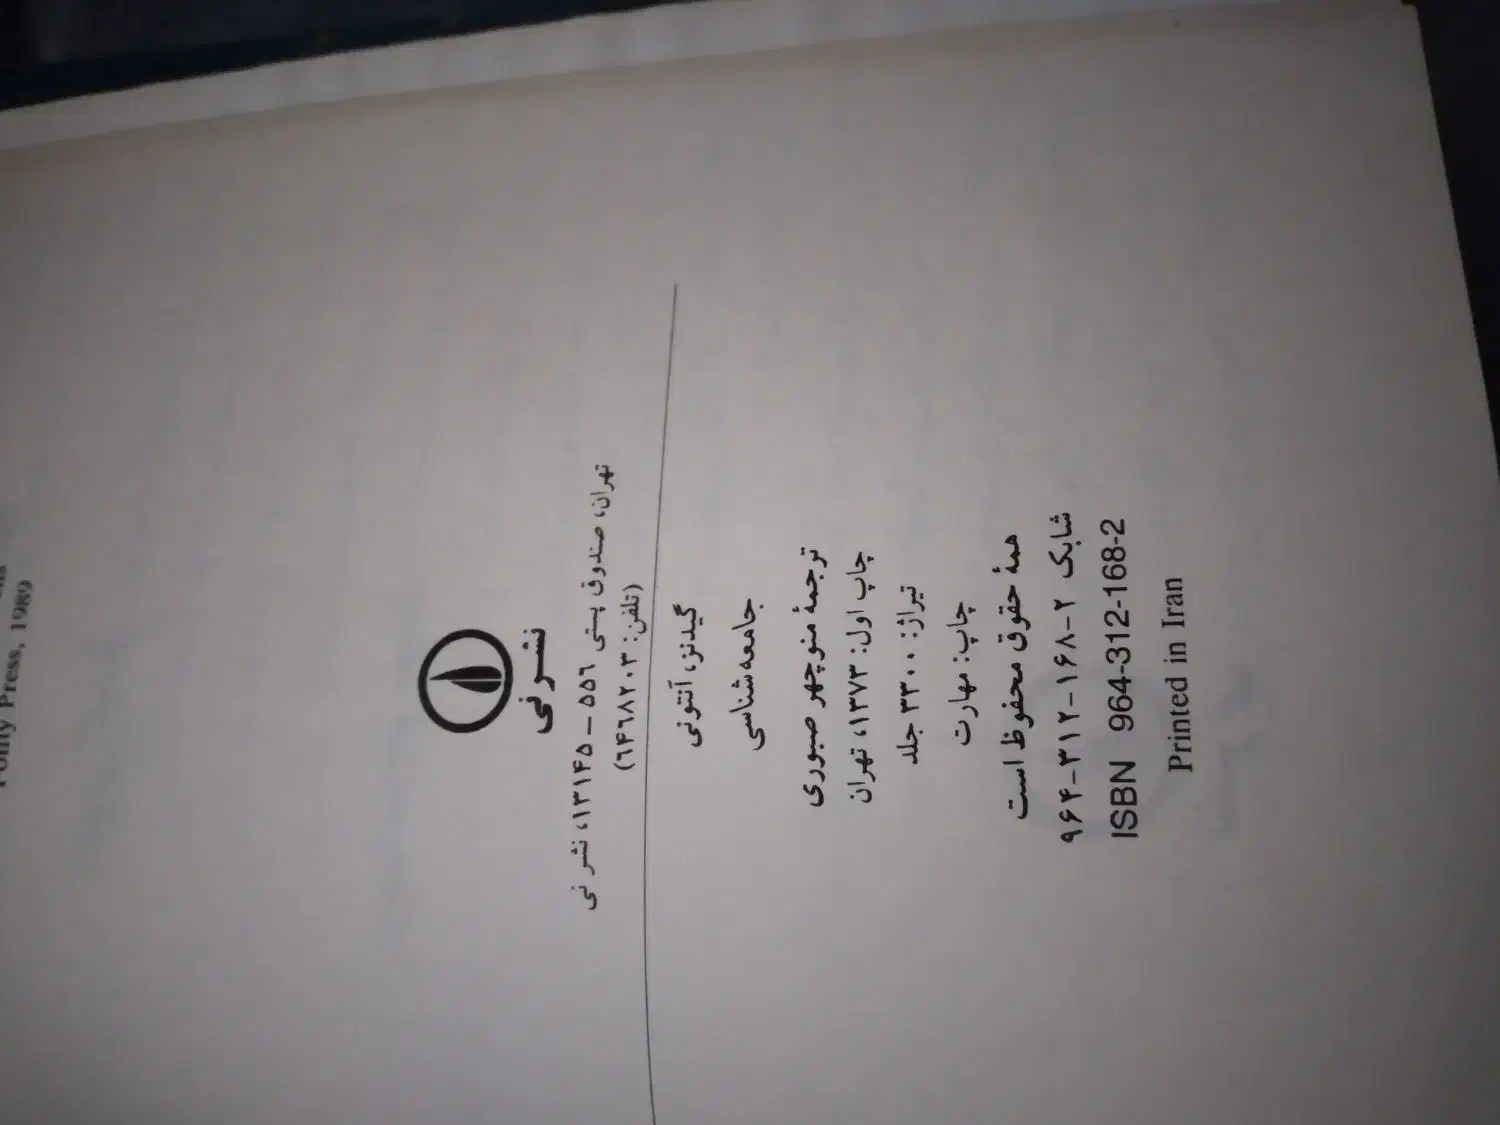 Press, 1989
نشر نی
تهران، صندوق پستی ۵۵۶ – ۱۳۱۴۵، نشر نی
(تلفن: ۶۴۶۸۲۰۳)
گیدنز، آنتونی
جامعه‌شناسی
ترجمهٔ منوچهر صبوری
چاپ اول: ۱۳۷۳، تهران
تیراژ: ۳۳۰۰ جلد
چاپ: مهارت
همهٔ حقوق محفوظ است
شابک ۲-۱۶۸-۳۱۲-۹۶۴
ISBN 964-312-168-2
Printed in Iran